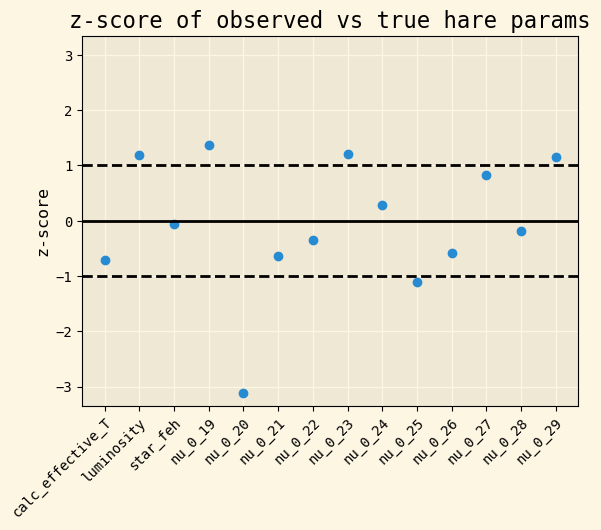 z-score of observed vs true hare params
z-score
3
2
1
0
−1
−2
−3
calc_effective_T
luminosity
star_feh
nu_0_19
nu_0_20
nu_0_21
nu_0_22
nu_0_23
nu_0_24
nu_0_25
nu_0_26
nu_0_27
nu_0_28
nu_0_29